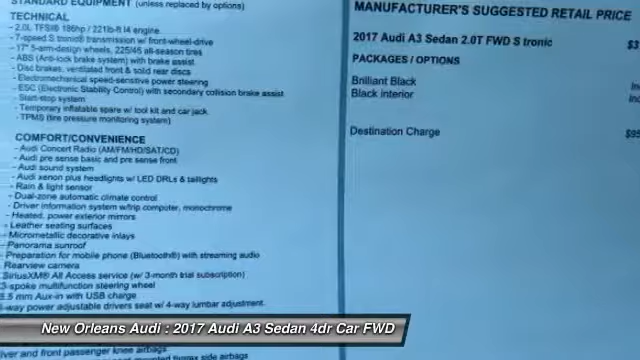 STANDARD EQUIPMENT (unless replaced by options)
TECHNICAL
- 2.0L TFSI® 186hp / 221lb-ft I4 engine
- 7-speed S tronic® transmission w/ front-wheel-drive
- 17" 5-arm-design wheels, 225/45 all-season tires
- ABS (Anti-lock brake system) with brake assist
- Disc brakes, ventilated front & solid rear discs
- Electromechanical speed-sensitive power steering
- ESC (Electronic Stability Control) with secondary collision brake assist
- Start-stop system
- Temporary inflatable spare w/ tool kit and car jack
- TPMS (tire pressure monitoring system)
COMFORT/CONVENIENCE
- Audi Concert Radio (AM/FM/HD/SAT/CD)
- Audi pre sense basic and pre sense front
- Audi sound system
- Audi xenon plus headlights w/ LED DRLs & taillights
- Rain & light sensor
- Dual-zone automatic climate control
- Driver information system w/trip computer, monochrome
- Heated, power exterior mirrors
- Leather seating surfaces
- Micrometallic decorative inlays
- Panorama sunroof
- Preparation for mobile phone (Bluetooth®) with streaming audio
Rearview camera
SiriusXM® All Access service (w/ 3-month trial subscription)
3-spoke multifunction steering wheel
.5 mm Aux-in with USB charge
-way power adjustable drivers seat w/ 4-way lumbar adjustment
iver and front passenger knee airbags
side airbags
MANUFACTURER'S SUGGESTED RETAIL PRICE
2017 Audi A3 Sedan 2.0T FWD S tronic $3
PACKAGES / OPTIONS
Brilliant Black
Black interior
Destination Charge $95
New Orleans Audi : 2017 Audi A3 Sedan 4dr Car FWD